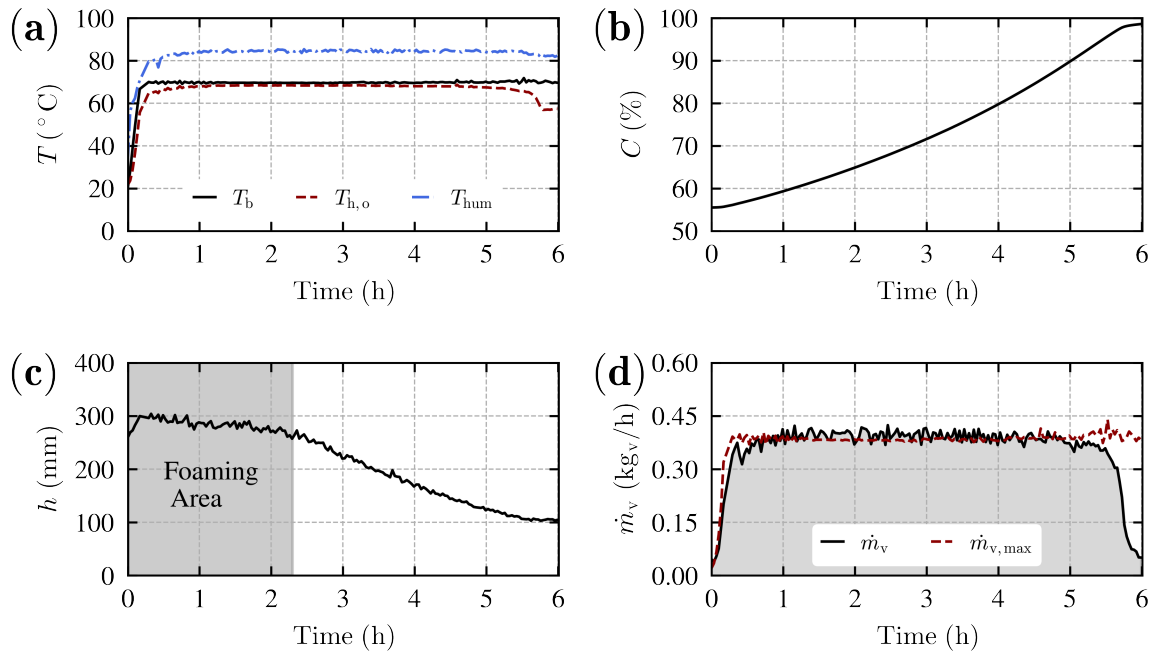 (a)
T (°C)
100
80
60
40
20
0
T_b T_h,o T_hum
0 1 2 3 4 5 6
Time (h)
(b)
C (%)
100
90
80
70
60
50
0 1 2 3 4 5 6
Time (h)
(c)
h (mm)
400
300
200
100
0
Foaming
Area
0 1 2 3 4 5 6
Time (h)
(d)
ṁ_v (kg_v/h)
0.60
0.45
0.30
0.15
0.00
ṁ_v ṁ_v,max
0 1 2 3 4 5 6
Time (h)